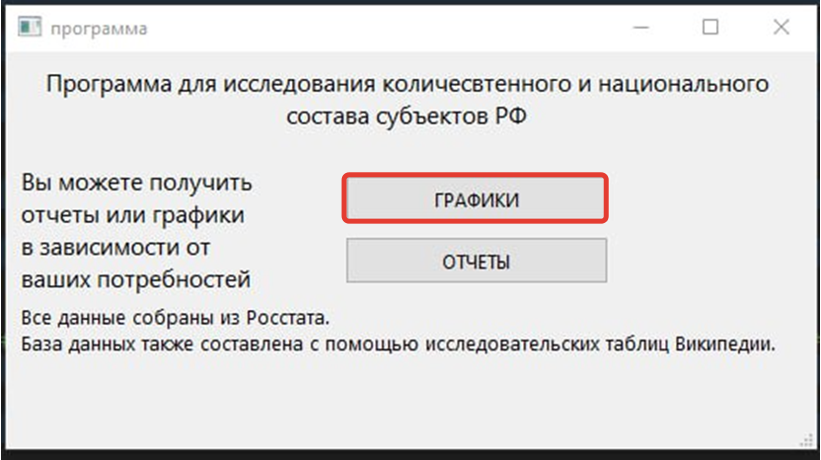 программа
Программа для исследования количесвтенного и национального
состава субъектов РФ
Вы можете получить
отчеты или графики
в зависимости от
ваших потребностей
ГРАФИКИ
ОТЧЕТЫ
Все данные собраны из Росстата.
База данных также составлена с помощью исследовательских таблиц Википедии.